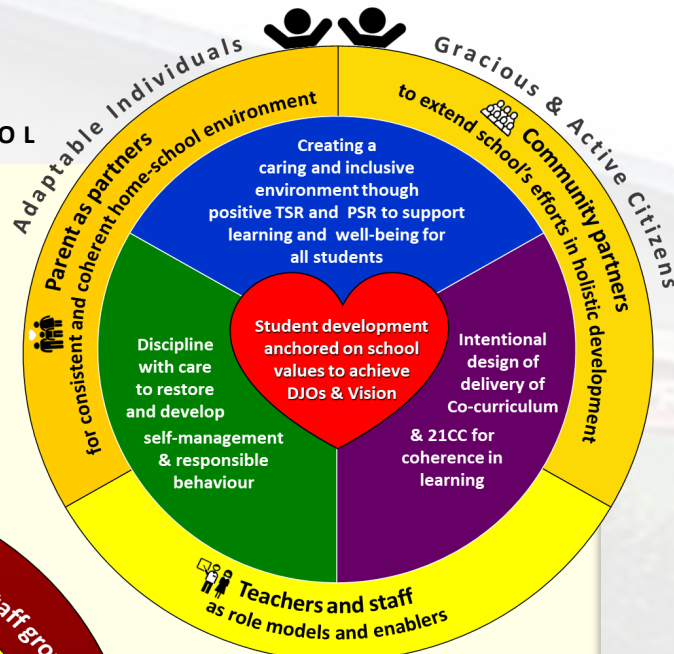 Adaptable Individuals
Gracious & Active Citizens
O L
Parent as partners
for consistent and coherent home-school environment
Community partners
to extend school's efforts in holistic development
Creating a
caring and inclusive
environment though
positive TSR and PSR to support
learning and well-being for
all students
Student development
anchored on school
values to achieve
DJOs & Vision
Discipline
with care
to restore
and develop
self-management
& responsible
behaviour
Intentional
design of
delivery of
Co-curriculum
& 21CC for
coherence in
learning
Teachers and staff
as role models and enablers